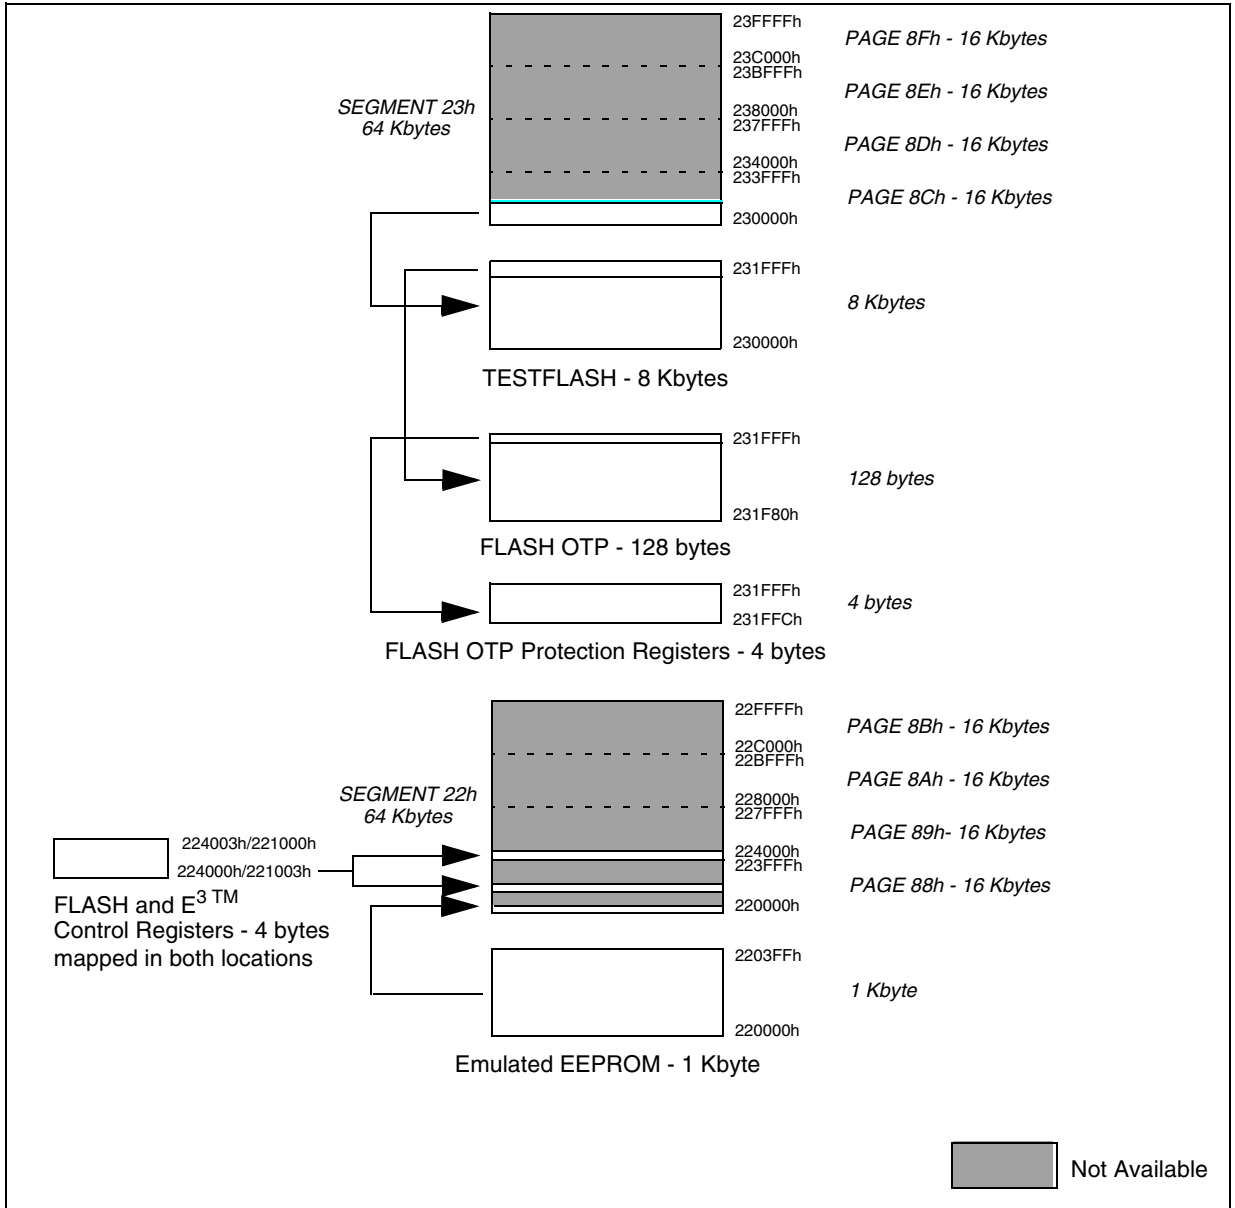 23FFFFh
PAGE 8Fh - 16 Kbytes
23C000h
23BFFFh
PAGE 8Eh - 16 Kbytes
SEGMENT 23h
64 Kbytes
238000h
237FFFh
PAGE 8Dh - 16 Kbytes
234000h
233FFFh
PAGE 8Ch - 16 Kbytes
230000h
231FFFh
8 Kbytes
230000h
TESTFLASH - 8 Kbytes
231FFFh
128 bytes
231F80h
FLASH OTP - 128 bytes
231FFFh
4 bytes
231FFCh
FLASH OTP Protection Registers - 4 bytes
22FFFFh
PAGE 8Bh - 16 Kbytes
22C000h
22BFFFh
PAGE 8Ah - 16 Kbytes
SEGMENT 22h
64 Kbytes
228000h
227FFFh
PAGE 89h- 16 Kbytes
224003h/221000h
224000h
223FFFh
224000h/221003h
PAGE 88h - 16 Kbytes
220000h
FLASH and E3 TM
Control Registers - 4 bytes
mapped in both locations
2203FFh
1 Kbyte
220000h
Emulated EEPROM - 1 Kbyte
Not Available